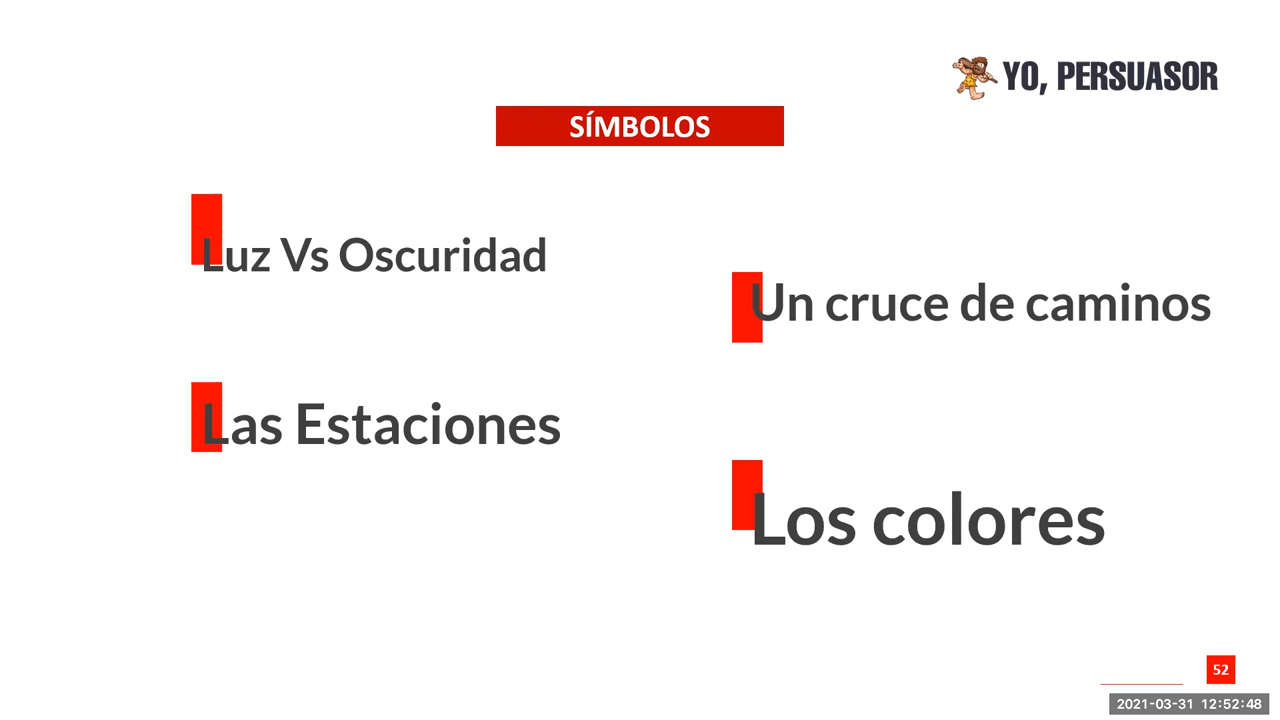 YO, PERSUASOR
SÍMBOLOS
Luz Vs Oscuridad
Un cruce de caminos
Las Estaciones
Los colores
52
2021-03-31 12:52:48